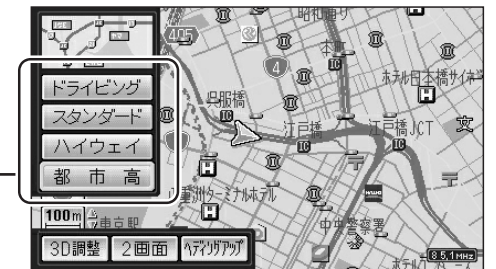 昭和通り
405
本町
IC
4
ホテル日本橋サイボ
ドライビング
呉服橋
スタンダード
IC
江戸橋
IC
江戸橋JCT
IC
文
ハイウェイ
都市高
H
八重洲ターミナルホテル
H
中央警察署
100m
東京駅
3D調整
2画面
ヘディングアップ
85.1MHz